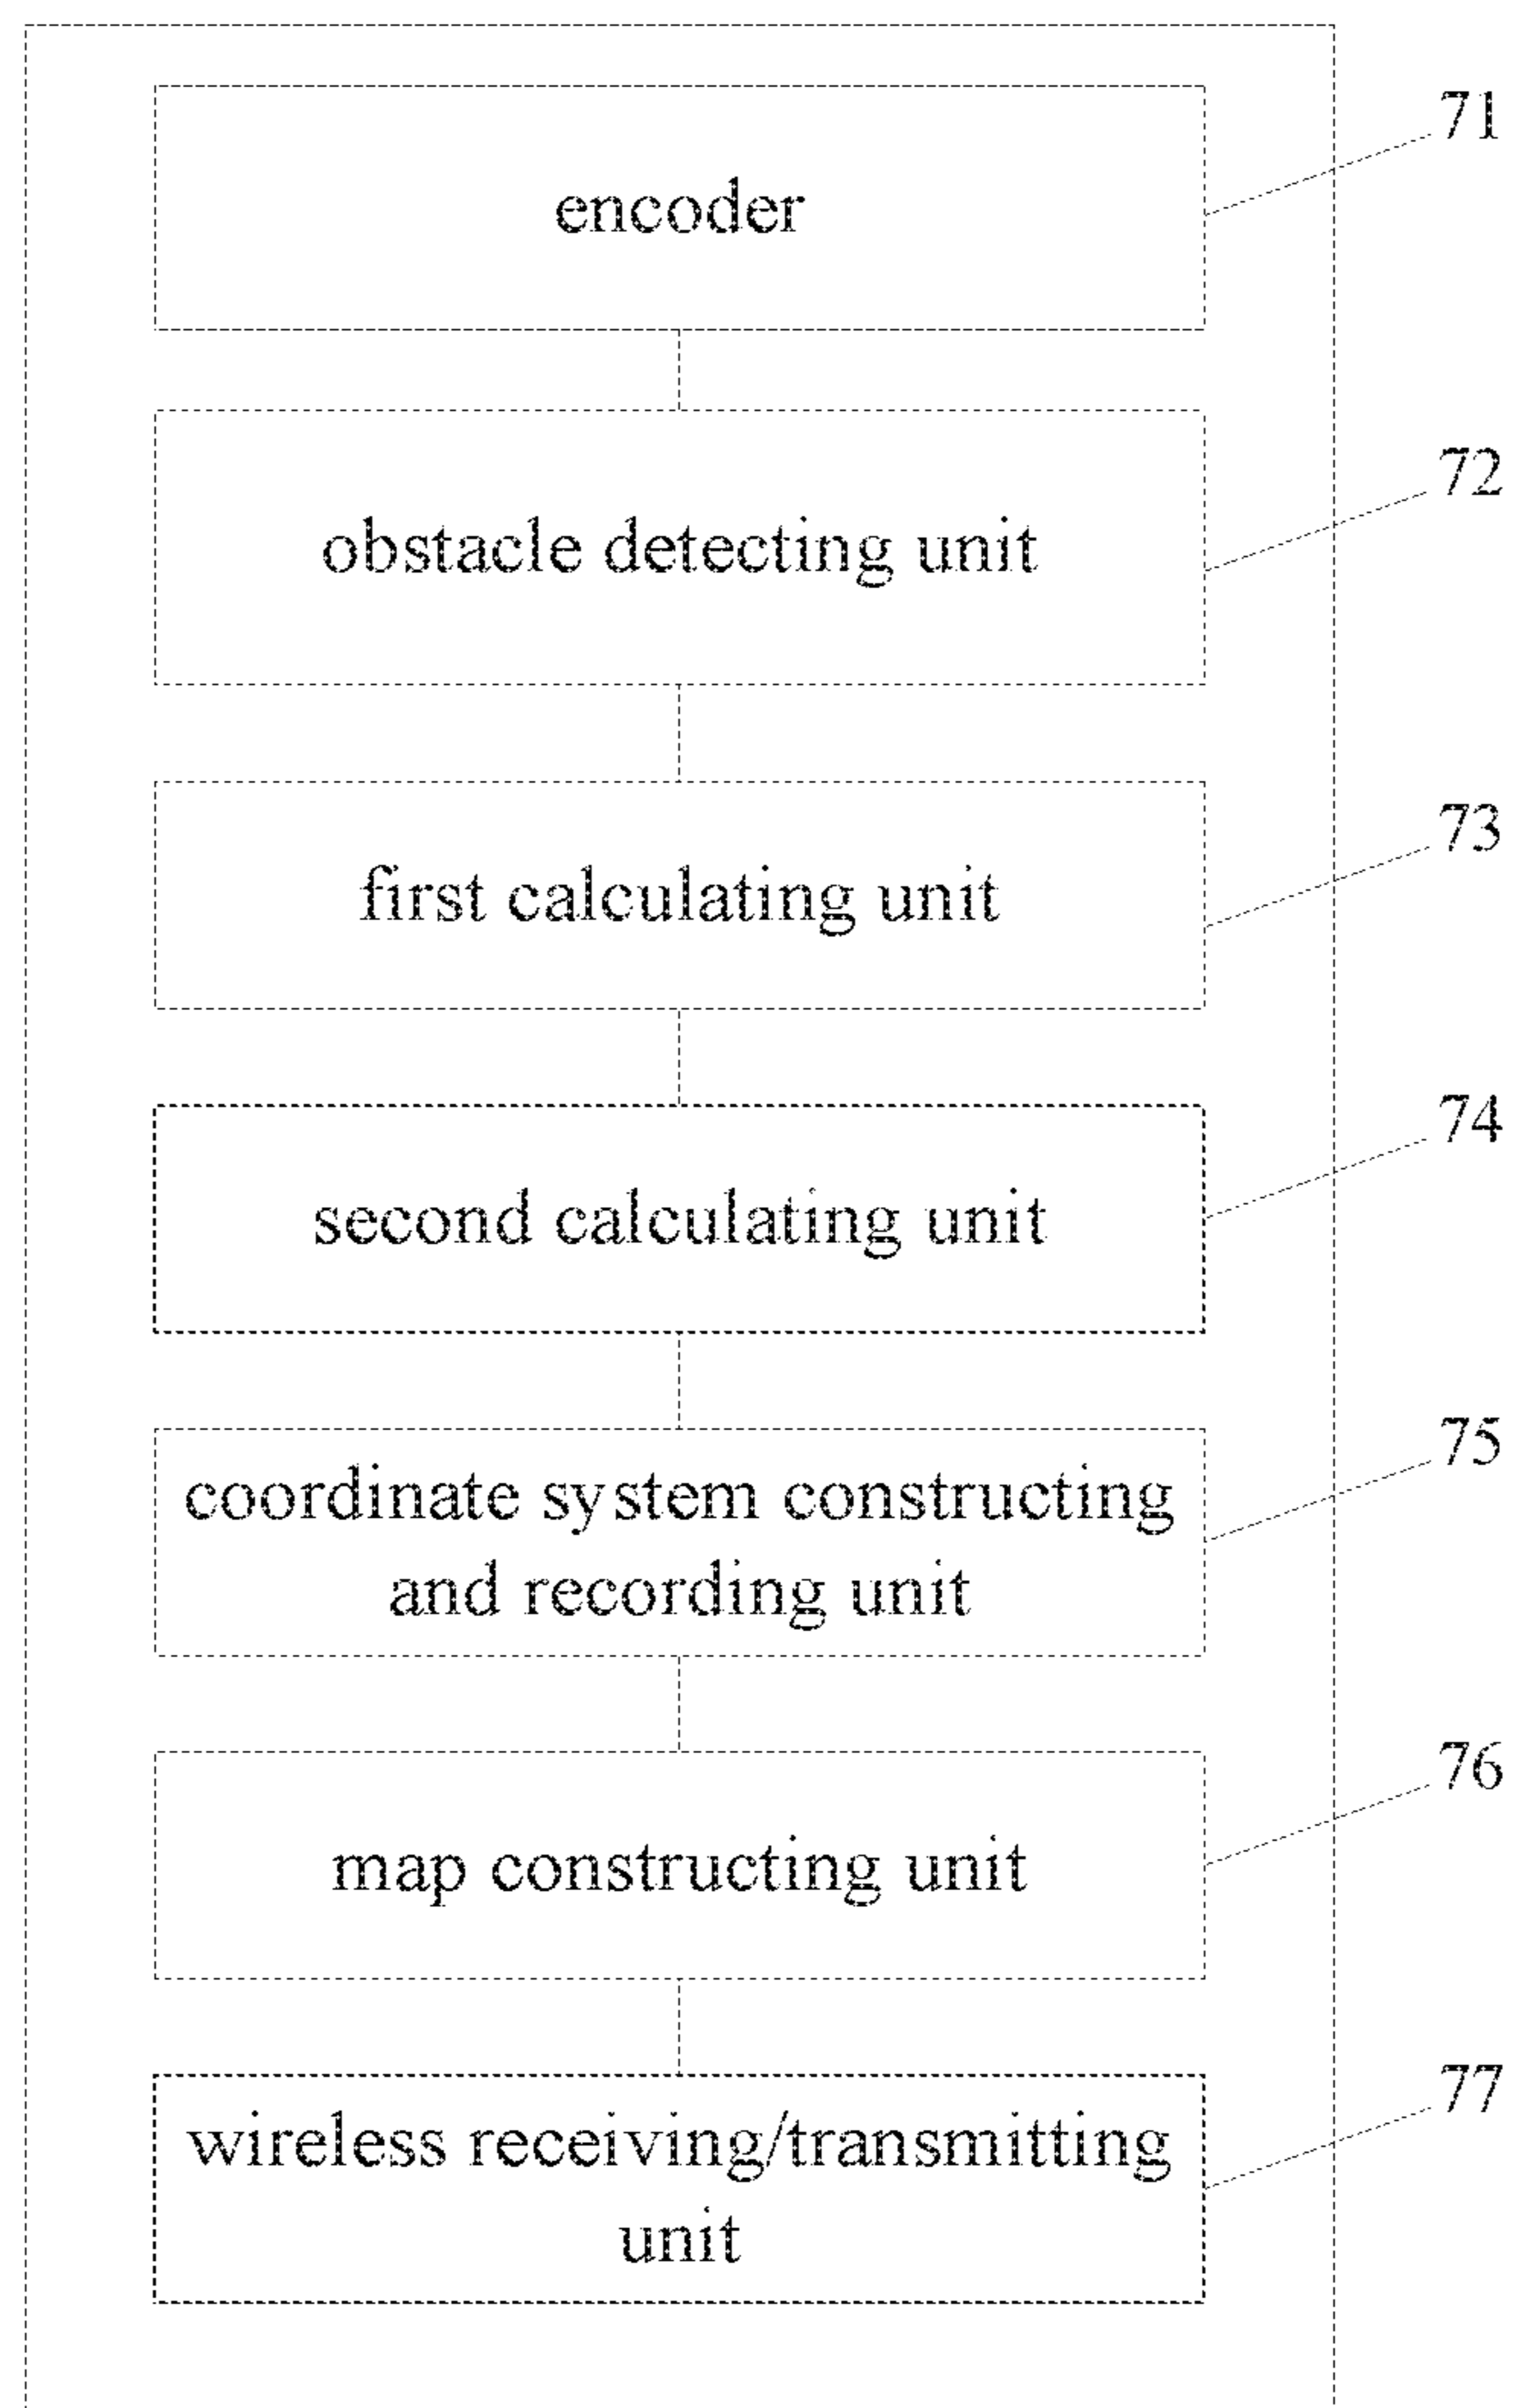 71
encoder
72
obstacle detecting unit
73
first calculating unit
74
second calculating unit
75
coordinate system constructing
and recording unit
76
map constructing unit
77
wireless receiving/transmitting
unit